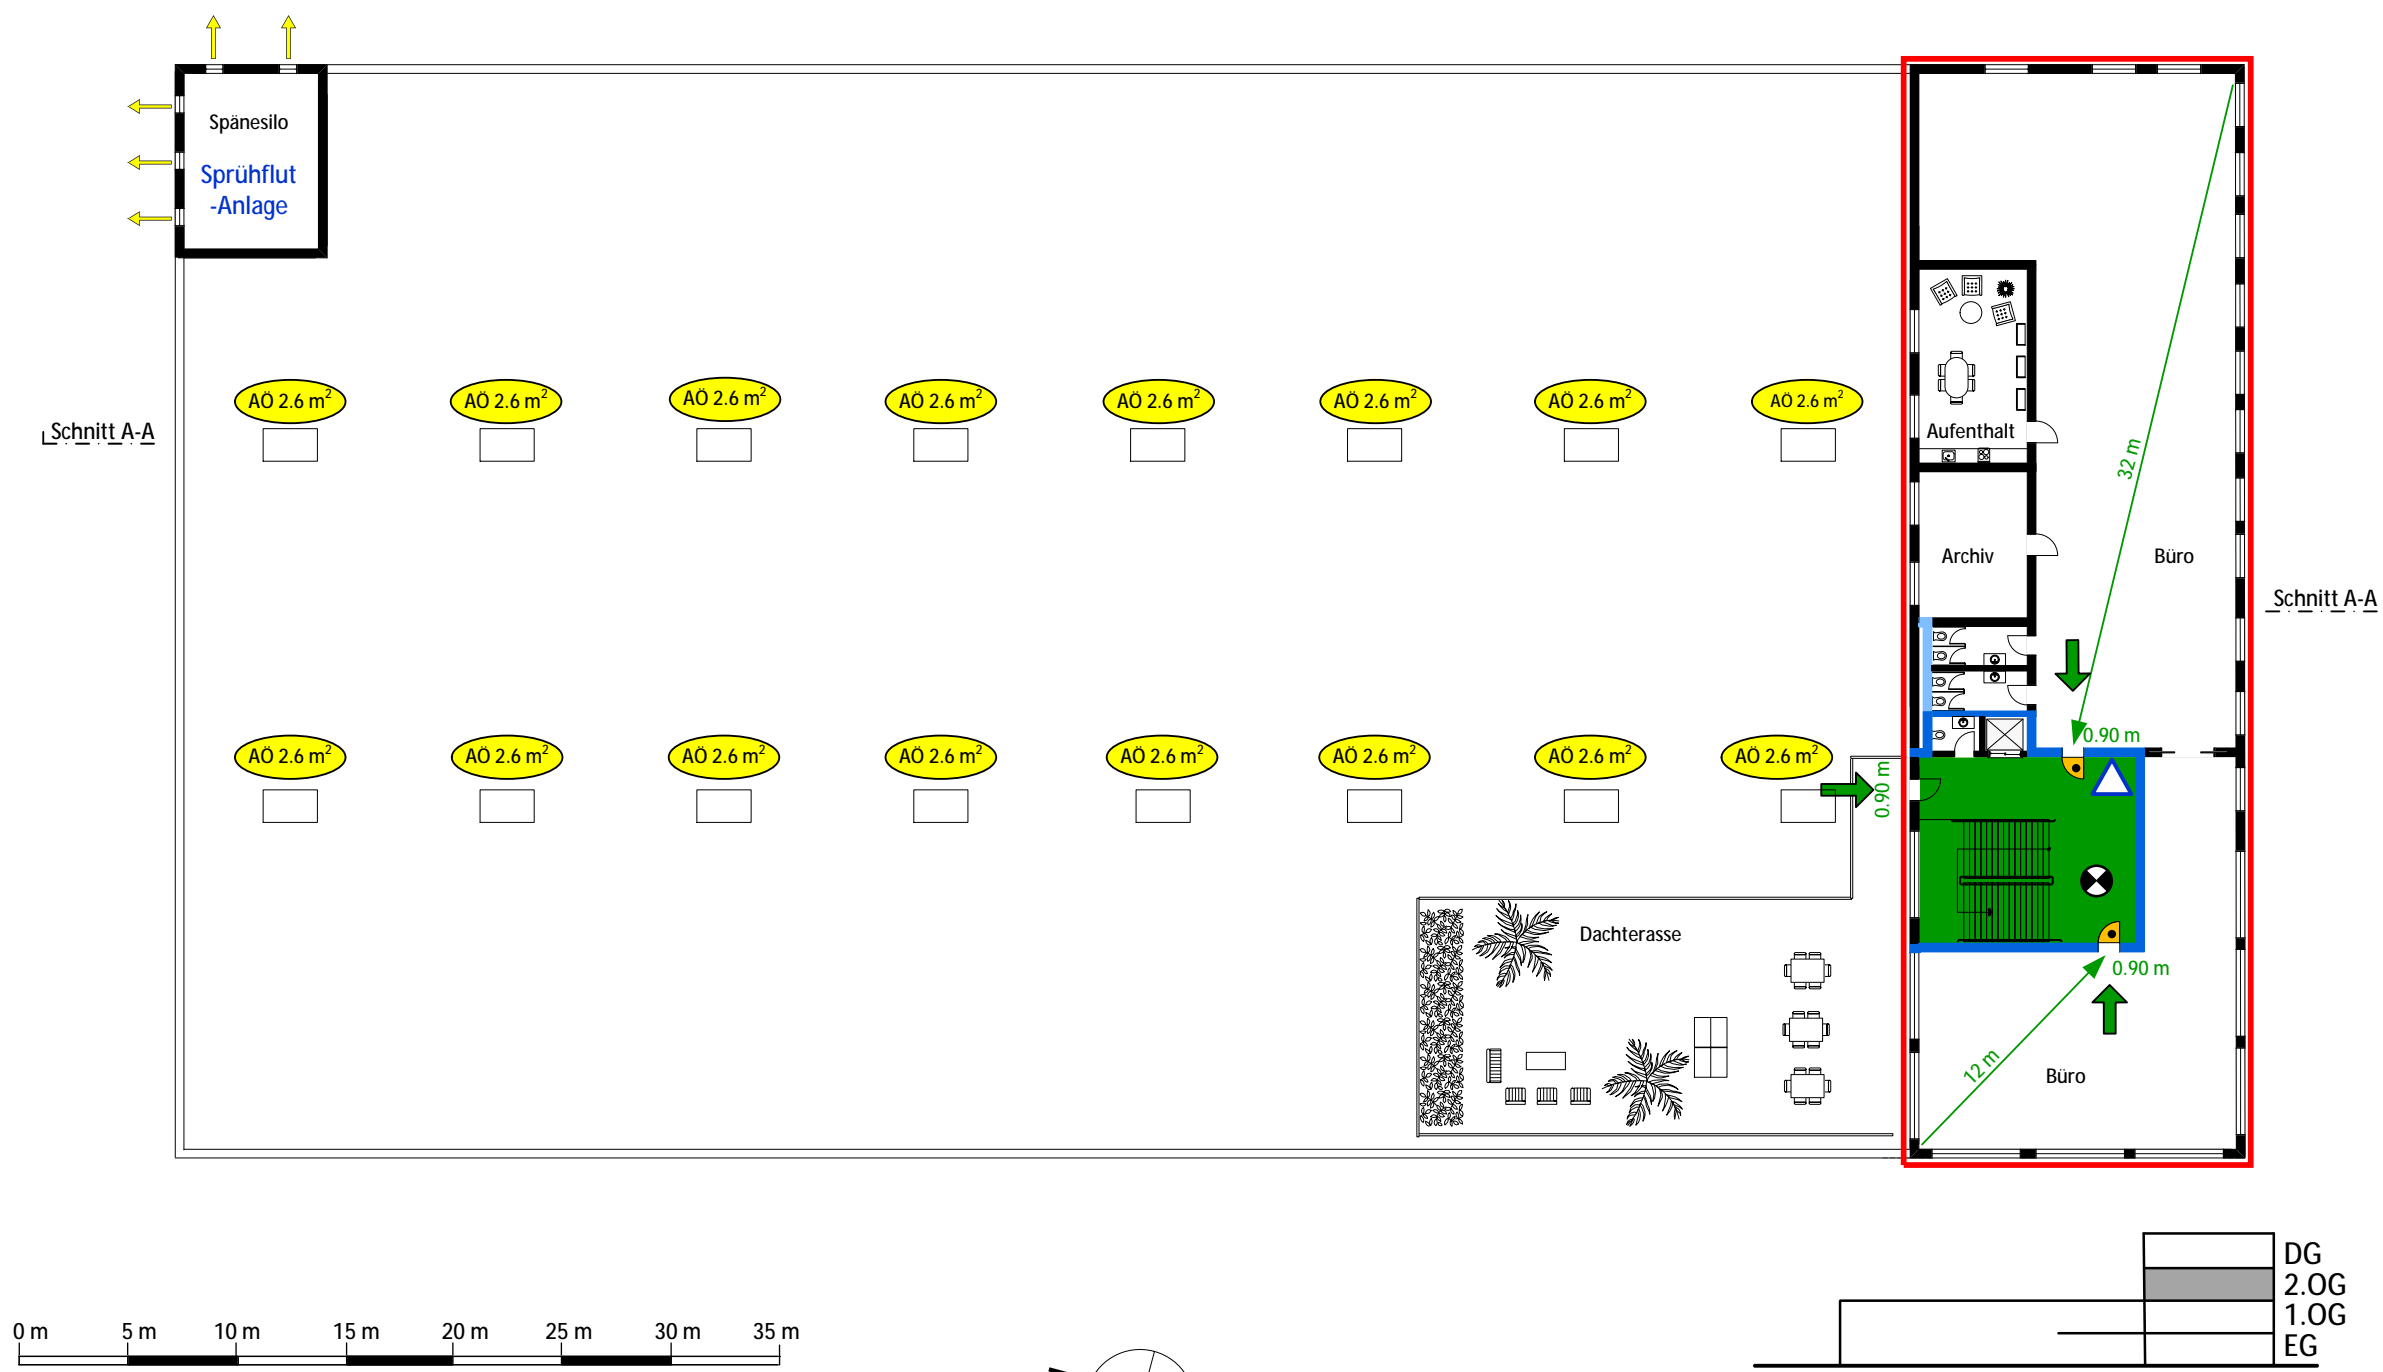 Spänesilo
Sprühflut
-Anlage
AÖ 2.6 m²
AÖ 2.6 m²
AÖ 2.6 m²
AÖ 2.6 m²
AÖ 2.6 m²
AÖ 2.6 m²
AÖ 2.6 m²
AÖ 2.6 m²
Schnitt A-A
Aufenthalt
32 m
Archiv
Büro
Schnitt A-A
0.90 m
AÖ 2.6 m²
AÖ 2.6 m²
AÖ 2.6 m²
AÖ 2.6 m²
AÖ 2.6 m²
AÖ 2.6 m²
AÖ 2.6 m²
AÖ 2.6 m²
0.90 m
Dachterasse
0.90 m
12 m
Büro
DG
2.OG
1.OG
EG
0 m 5 m 10 m 15 m 20 m 25 m 30 m 35 m